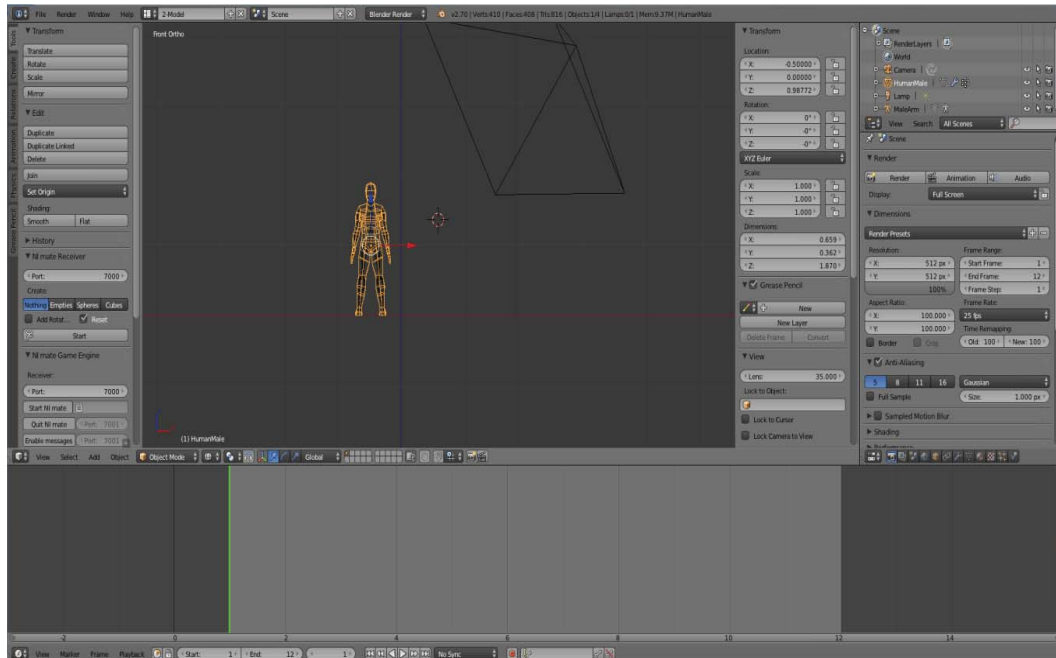 File Render Window Help 2-Model Scene Blender Render v2.70 | Verts:410 | Faces:408 | Tris:816 | Objects:1/4 | Lamps:0/1 | Mem:9.37M | HumanMale
Tools
Create
Relations
Animation
Physics
Grease Pencil
Transform
Translate
Rotate
Scale
Mirror
Edit
Duplicate
Duplicate Linked
Delete
Join
Set Origin
Shading:
Smooth Flat
History
NI mate Receiver
Port: 7000
Create:
Nothing Empties Spheres Cubes
Add Rotat... Reset
Start
NI mate Game Engine
Receiver:
Port: 7000
Start NI mate
Quit NI mate Port: 7001
Enable messages Port: 7001
Front Ortho
(1) HumanMale
Transform
Location:
X: -0.50000
Y: 0.00000
Z: 0.98772
Rotation:
X: 0°
Y: -0°
Z: -0°
XYZ Euler
Scale:
X: 1.000
Y: 1.000
Z: 1.000
Dimensions:
X: 0.659
Y: 0.362
Z: 1.870
Grease Pencil
New
New Layer
Delete Frame Convert
View
Lens: 35.000
Lock to Object:
Lock to Cursor
Lock Camera to View
Scene
RenderLayers |
World
Camera |
HumanMale |
Lamp |
MaleArm |
View Search All Scenes
Scene
Render
Render Animation Audio
Display: Full Screen
Dimensions
Render Presets
Resolution: Frame Range:
X: 512 px Start Frame: 1
Y: 512 px End Frame: 12
100% Frame Step: 1
Aspect Ratio: Frame Rate:
X: 100.000 25 fps
Y: 100.000 Time Remapping:
Border Crop Old: 100 New: 100
Anti-Aliasing
5 8 11 16 Gaussian
Full Sample Size: 1.000 px
Sampled Motion Blur
Shading
Performance
View Select Add Object Object Mode Global
-2 0 2 4 6 8 10 12 14
View Marker Frame Playback Start: 1 End: 12 1 No Sync